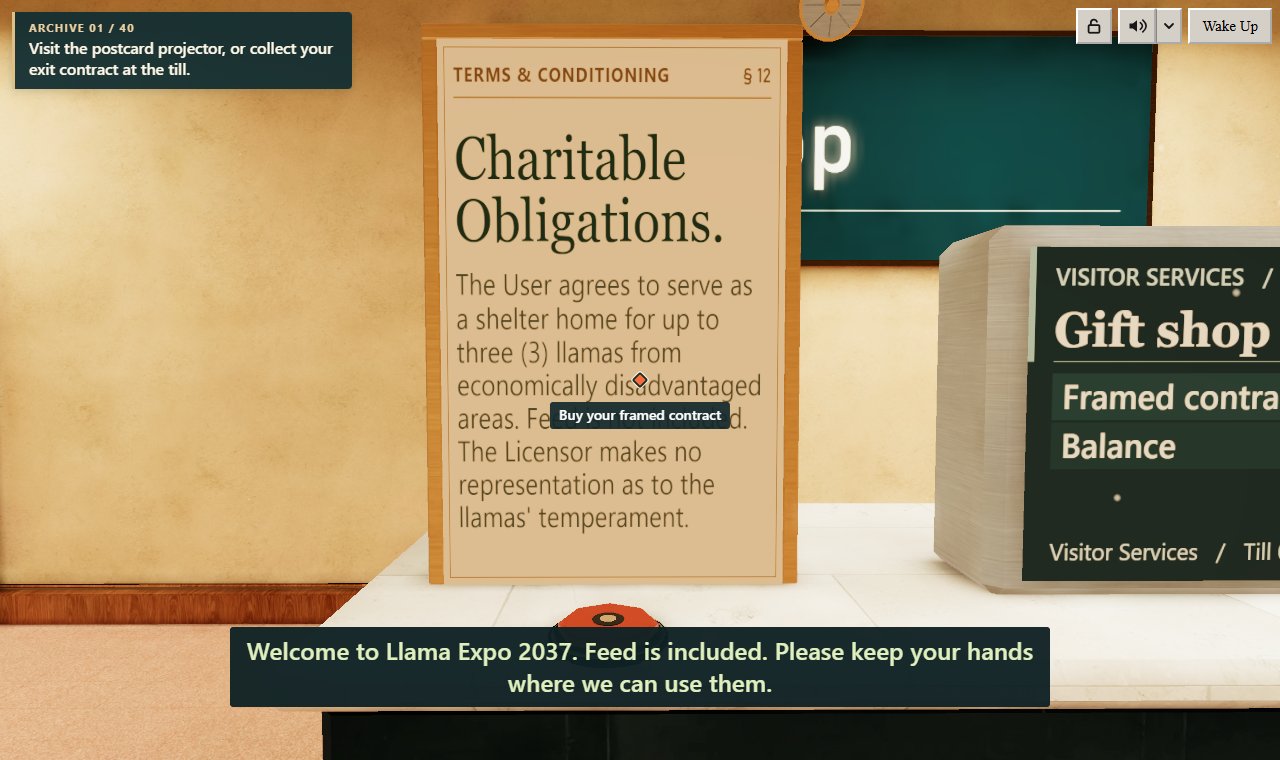 ARCHIVE 01 / 40
Visit the postcard projector, or collect your
exit contract at the till.
Wake Up
TERMS & CONDITIONING § 12
Charitable
Obligations.
The User agrees to serve as
a shelter home for up to
three (3) llamas from
economically disadvantaged
areas.
The Licensor makes no
representation as to the
llamas' temperament.
Buy your framed contract
VISITOR SERVICES /
Gift shop
Framed
Balance
Visitor Services / Till
Welcome to Llama Expo 2037. Feed is included. Please keep your hands
where we can use them.